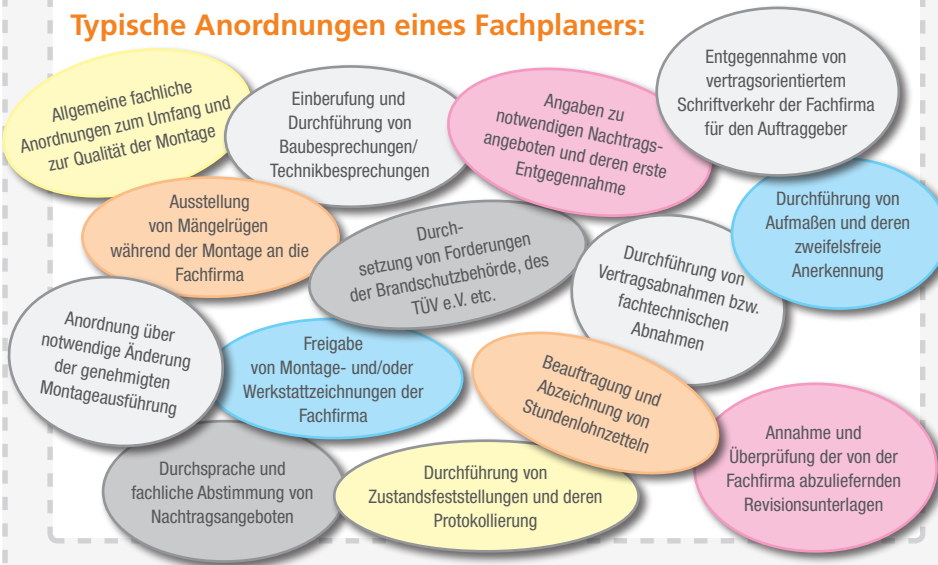 Typische Anordnungen eines Fachplaners:
Allgemeine fachliche
Anordnungen zum Umfang und
zur Qualität der Montage
Einberufung und
Durchführung von
Baubesprechungen/
Technikbesprechungen
Angaben zu
notwendigen Nachtrags-
angeboten und deren erste
Entgegennahme
Entgegennahme von
vertragsorientiertem
Schriftverkehr der Fachfirma
für den Auftraggeber
Ausstellung
von Mängelrügen
während der Montage an die
Fachfirma
Durch-
setzung von Forderungen
der Brandschutzbehörde, des
TÜV e.V. etc.
Durchführung von
Vertragsabnahmen bzw.
fachtechnischen
Abnahmen
Durchführung von
Aufmaßen und deren
zweifelsfreie
Anerkennung
Anordnung über
notwendige Änderung
der genehmigten
Montageausführung
Freigabe
von Montage- und/oder
Werkstattzeichnungen der
Fachfirma
Beauftragung und
Abzeichnung von
Stundenlohnzetteln
Durchsprache und
fachliche Abstimmung von
Nachtragsangeboten
Durchführung von
Zustandsfeststellungen und deren
Protokollierung
Annahme und
Überprüfung der von der
Fachfirma abzuliefernden
Revisionsunterlagen